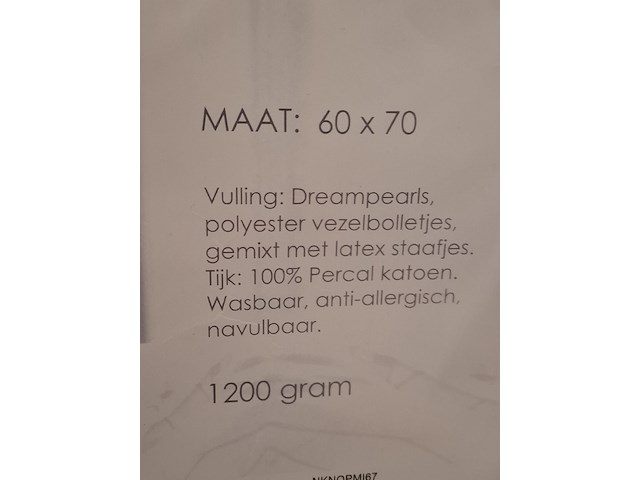 MAAT: 60 x 70
Vulling: Dreampearls,
polyester vezelbolletjes,
gemixt met latex staafjes.
Tijk: 100% Percal katoen.
Wasbaar, anti-allergisch,
navulbaar.
1200 gram
NKNOPMI67